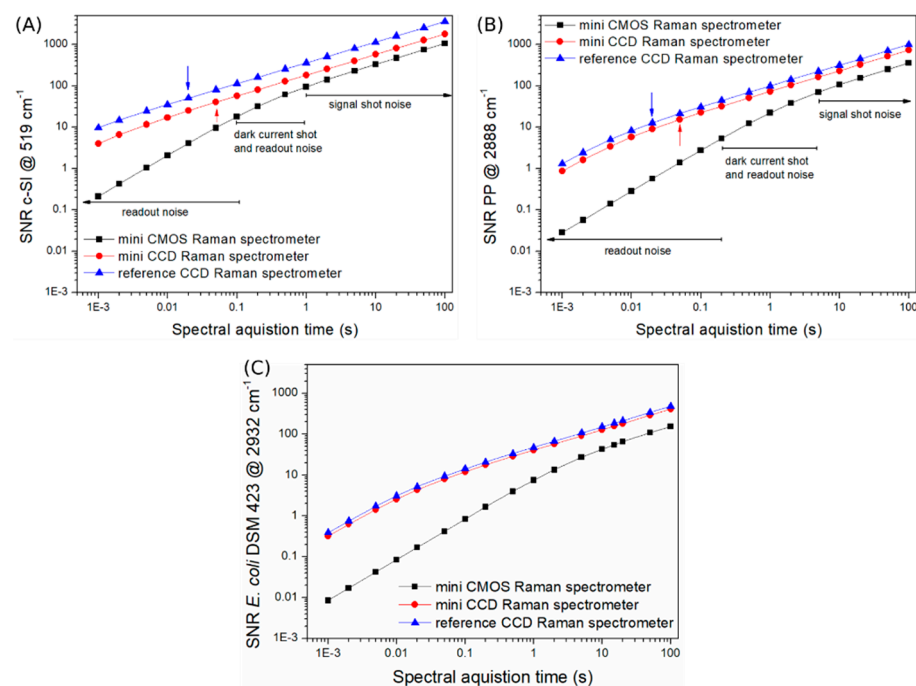 (A)
SNR c-SI @ 519 cm-1
1000
100
10
1
0.1
0.01
1E-3
signal shot noise
dark current shot
and readout noise
readout noise
mini CMOS Raman spectrometer
mini CCD Raman spectrometer
reference CCD Raman spectrometer
1E-3 0.01 0.1 1 10 100
Spectral aquistion time (s)
(B)
SNR PP @ 2888 cm-1
mini CMOS Raman spectrometer
mini CCD Raman spectrometer
reference CCD Raman spectrometer
1000
100
10
1
0.1
0.01
1E-3
signal shot noise
dark current shot
and readout noise
readout noise
1E-3 0.01 0.1 1 10 100
Spectral aquistion time (s)
(C)
SNR E. coli DSM 423 @ 2932 cm-1
1000
100
10
1
0.1
0.01
1E-3
mini CMOS Raman spectrometer
mini CCD Raman spectrometer
reference CCD Raman spectrometer
1E-3 0.01 0.1 1 10 100
Spectral aquistion time (s)